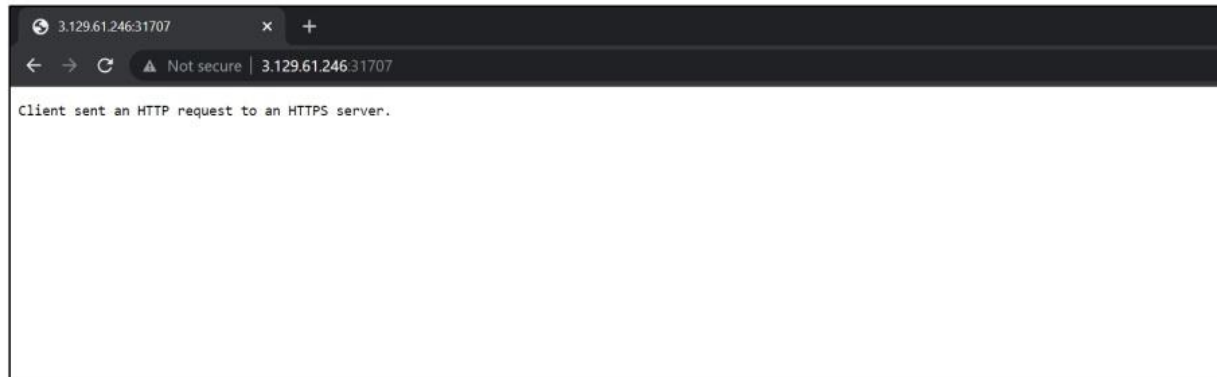 3.129.61.246:31707
Not secure | 3.129.61.246:31707
Client sent an HTTP request to an HTTPS server.